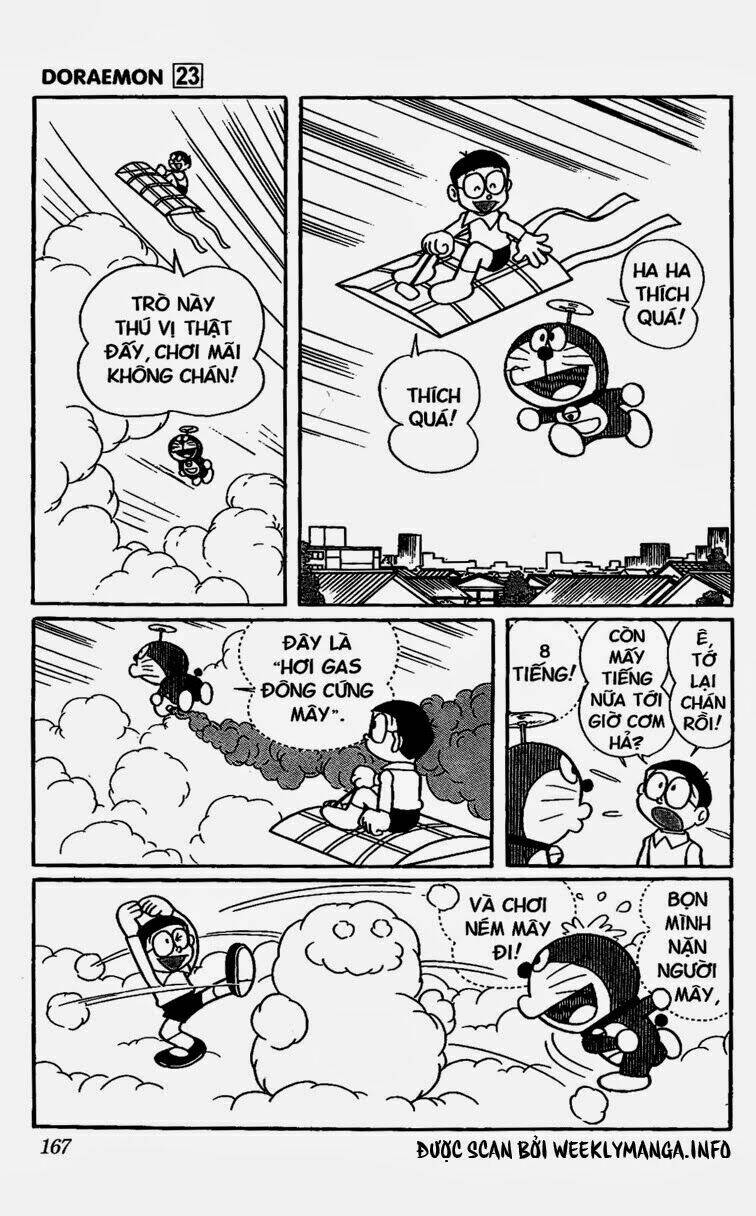 DORAEMON 23
HA HA
THÍCH
QUÁ!
THÍCH
QUÁ!
TRÒ NÀY
THÚ VỊ THẬT
ĐẤY, CHƠI MÃI
KHÔNG CHÁN!
Ê,
TỚ
LẠI
CHÁN
RỒI!
CÒN
MẤY
TIẾNG
NỮA TỚI
GIỜ CƠM
HẢ?
8
TIẾNG!
ĐÂY LÀ
"HƠI GAS
ĐÔNG CỨNG
MÂY".
BỌN
MÌNH
NẶN
NGƯỜI
MÂY,
VÀ CHƠI
NÉM MÂY
ĐI!
167
ĐƯỢC SCAN BỞI WEEKLYMANGA.INFO